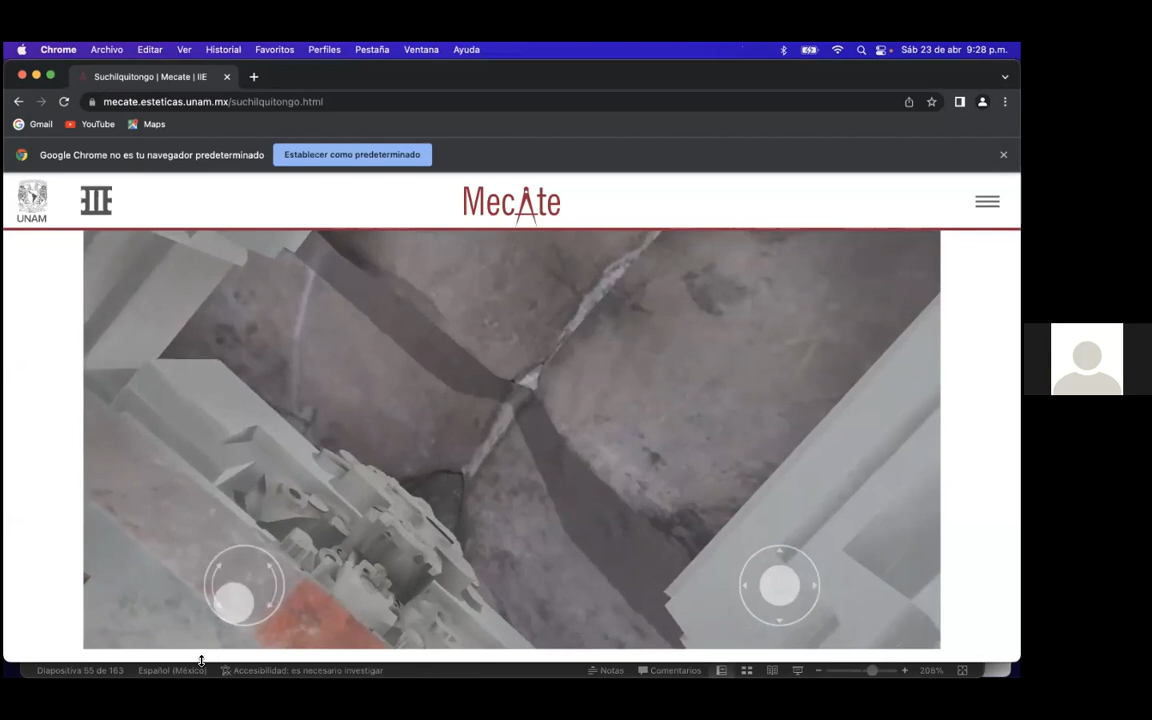 Chrome Archivo Editar Ver Historial Favoritos Perfiles Pestaña Ventana Ayuda Sáb 23 de abr 9:28 p.m.
Suchilquitongo | Mecate | IIE
mecate.esteticas.unam.mx/suchilquitongo.html
Gmail YouTube Maps
Google Chrome no es tu navegador predeterminado Establecer como predeterminado
UNAM
MecAte
Diapositiva 55 de 163 Español (México) Accesibilidad: es necesario investigar Notas Comentarios 206%